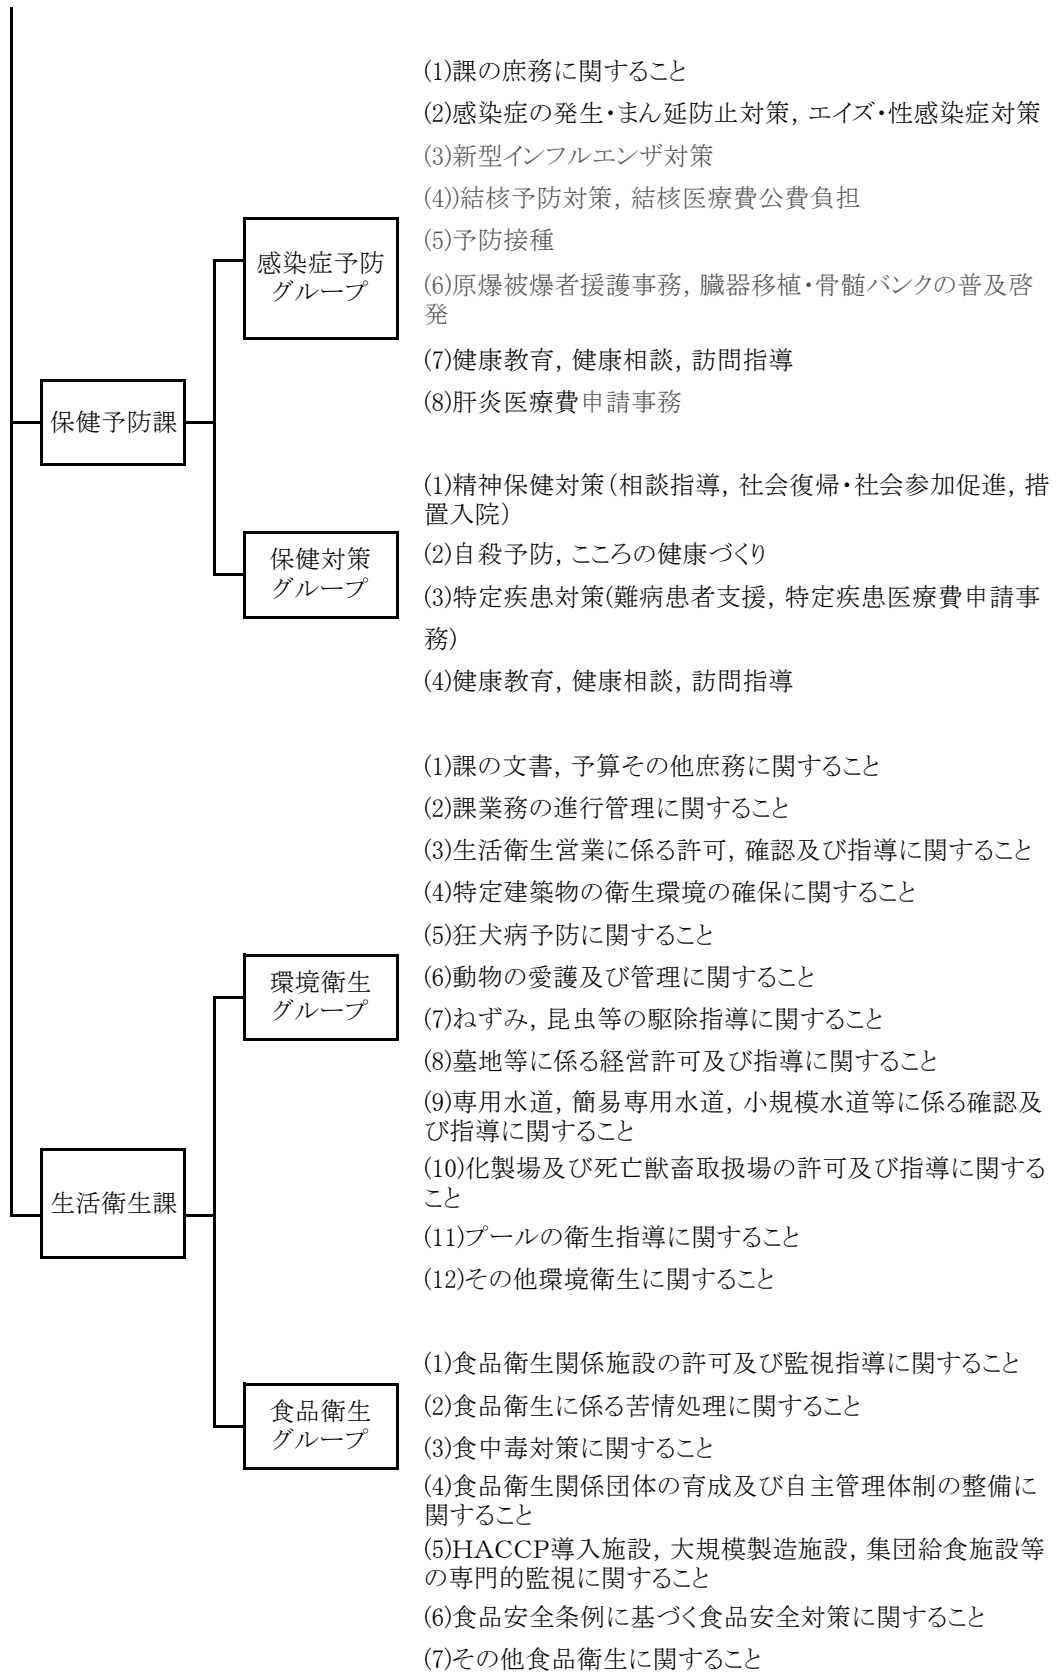 (1)課の庶務に関すること
(2)感染症の発生・まん延防止対策, エイズ・性感染症対策
(3)新型インフルエンザ対策
(4))結核予防対策, 結核医療費公費負担
(5)予防接種
(6)原爆被爆者援護事務, 臓器移植・骨髄バンクの普及啓
発
(7)健康教育, 健康相談, 訪問指導
(8)肝炎医療費申請事務
感染症予防
グループ
保健予防課
(1)精神保健対策(相談指導, 社会復帰・社会参加促進, 措
置入院)
(2)自殺予防, こころの健康づくり
(3)特定疾患対策(難病患者支援, 特定疾患医療費申請事
務)
(4)健康教育, 健康相談, 訪問指導
保健対策
グループ
(1)課の文書, 予算その他庶務に関すること
(2)課業務の進行管理に関すること
(3)生活衛生営業に係る許可, 確認及び指導に関すること
(4)特定建築物の衛生環境の確保に関すること
(5)狂犬病予防に関すること
(6)動物の愛護及び管理に関すること
(7)ねずみ, 昆虫等の駆除指導に関すること
(8)墓地等に係る経営許可及び指導に関すること
(9)専用水道, 簡易専用水道, 小規模水道等に係る確認及
び指導に関すること
(10)化製場及び死亡獣畜取扱場の許可及び指導に関する
こと
(11)プールの衛生指導に関すること
(12)その他環境衛生に関すること
環境衛生
グループ
生活衛生課
(1)食品衛生関係施設の許可及び監視指導に関すること
(2)食品衛生に係る苦情処理に関すること
(3)食中毒対策に関すること
(4)食品衛生関係団体の育成及び自主管理体制の整備に
関すること
(5)HACCP導入施設, 大規模製造施設, 集団給食施設等
の専門的監視に関すること
(6)食品安全条例に基づく食品安全対策に関すること
(7)その他食品衛生に関すること
食品衛生
グループ